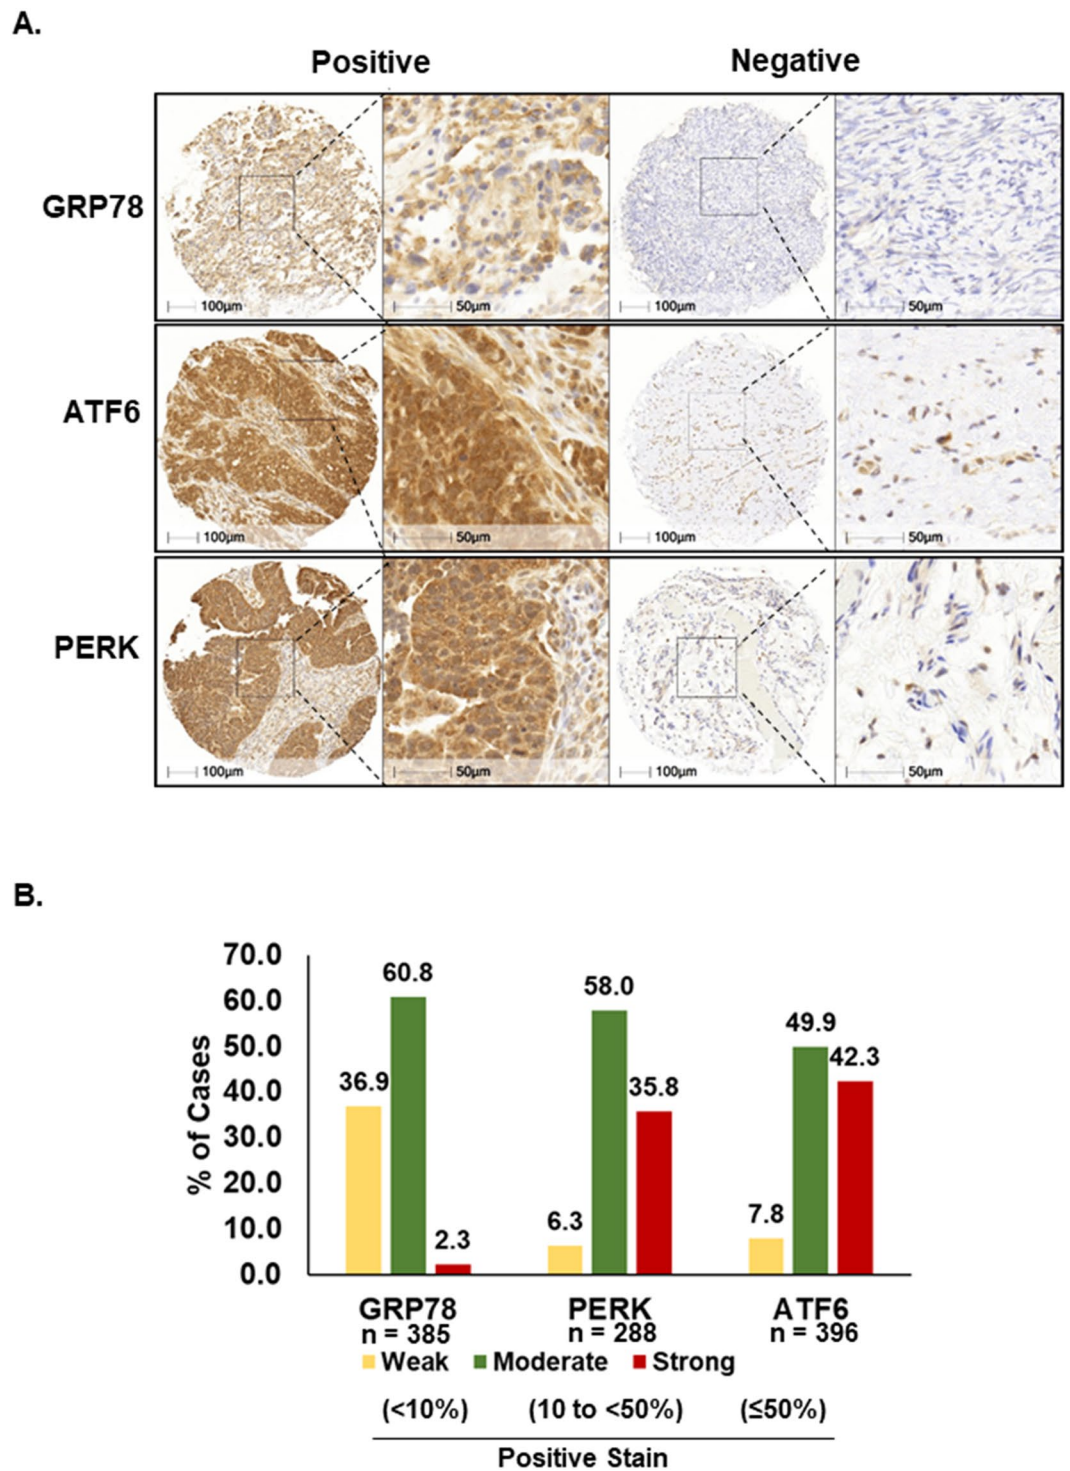 A.
Positive Negative
GRP78
100µm 50µm 100µm 50µm
ATF6
100µm 50µm 100µm 50µm
PERK
100µm 50µm 100µm 50µm
B.
% of Cases
70.0
60.0
50.0
40.0
30.0
20.0
10.0
0.0
36.9 60.8 2.3
6.3 58.0 35.8
7.8 49.9 42.3
GRP78 PERK ATF6
n = 385 n = 288 n = 396
Weak Moderate Strong
(<10%) (10 to <50%) (≤50%)
Positive Stain